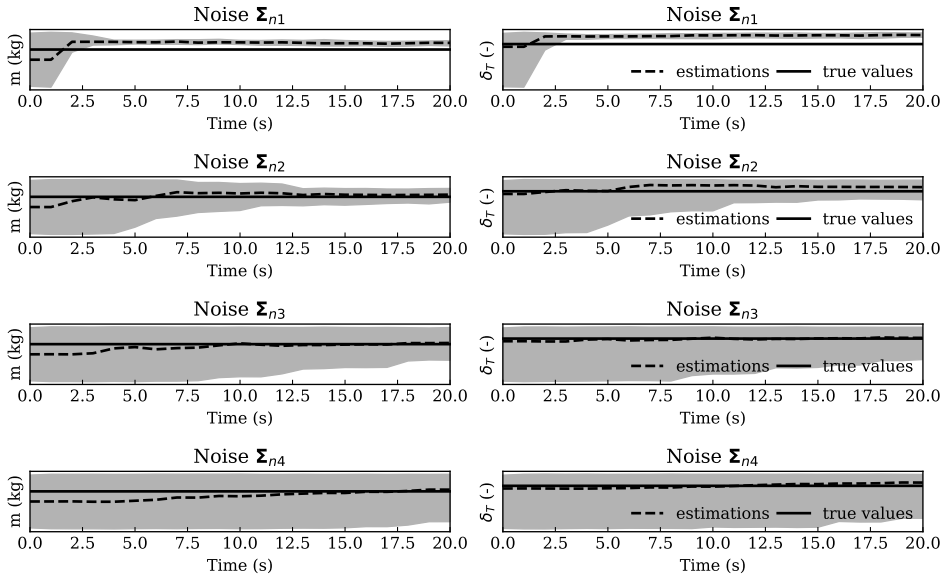 Noise Σn1
m (kg)
0.0 2.5 5.0 7.5 10.0 12.5 15.0 17.5 20.0
Time (s)
Noise Σn1
δT (-)
estimations true values
0.0 2.5 5.0 7.5 10.0 12.5 15.0 17.5 20.0
Time (s)
Noise Σn2
m (kg)
0.0 2.5 5.0 7.5 10.0 12.5 15.0 17.5 20.0
Time (s)
Noise Σn2
δT (-)
estimations true values
0.0 2.5 5.0 7.5 10.0 12.5 15.0 17.5 20.0
Time (s)
Noise Σn3
m (kg)
0.0 2.5 5.0 7.5 10.0 12.5 15.0 17.5 20.0
Time (s)
Noise Σn3
δT (-)
estimations true values
0.0 2.5 5.0 7.5 10.0 12.5 15.0 17.5 20.0
Time (s)
Noise Σn4
m (kg)
0.0 2.5 5.0 7.5 10.0 12.5 15.0 17.5 20.0
Time (s)
Noise Σn4
δT (-)
estimations true values
0.0 2.5 5.0 7.5 10.0 12.5 15.0 17.5 20.0
Time (s)